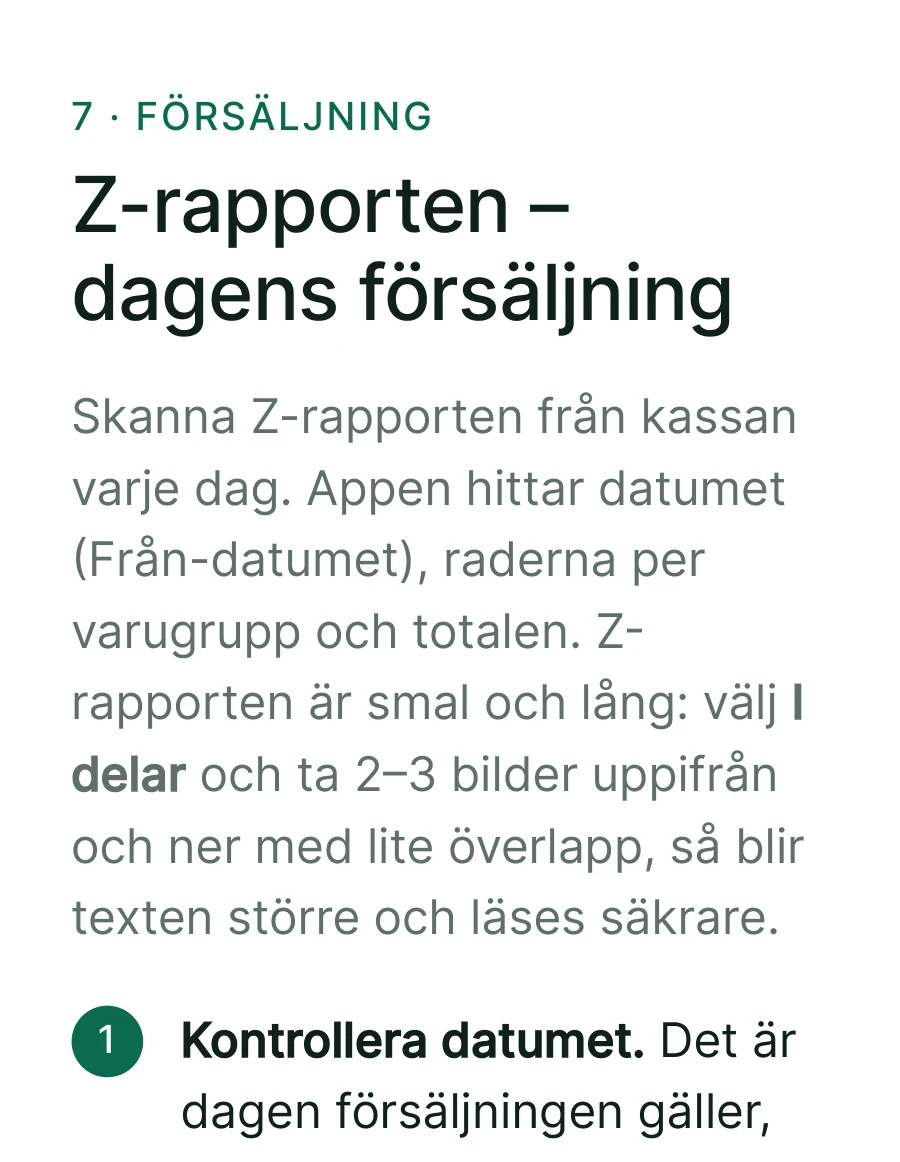 7 · FÖRSÄLJNING
Z-rapporten –
dagens försäljning
Skanna Z-rapporten från kassan
varje dag. Appen hittar datumet
(Från-datumet), raderna per
varugrupp och totalen. Z-
rapporten är smal och lång: välj I
delar och ta 2–3 bilder uppifrån
och ner med lite överlapp, så blir
texten större och läses säkrare.
1 Kontrollera datumet. Det är
dagen försäljningen gäller,